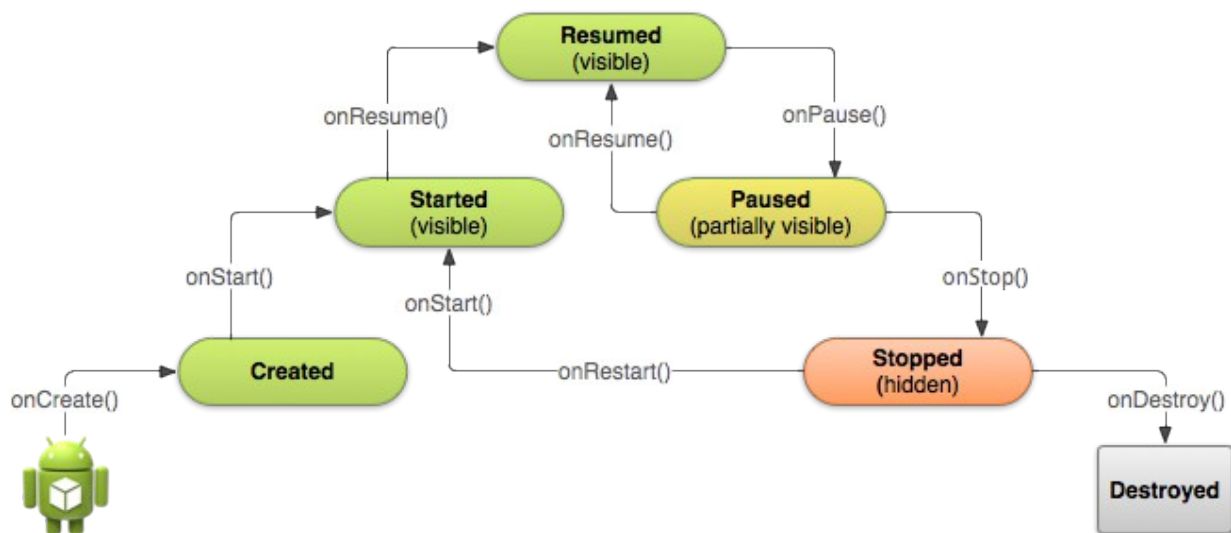 Resumed
(visible)
onResume()
onResume()
onPause()
Started
(visible)
Paused
(partially visible)
onStart()
onStart()
onStop()
Created
onRestart()
Stopped
(hidden)
onCreate()
onDestroy()
Destroyed